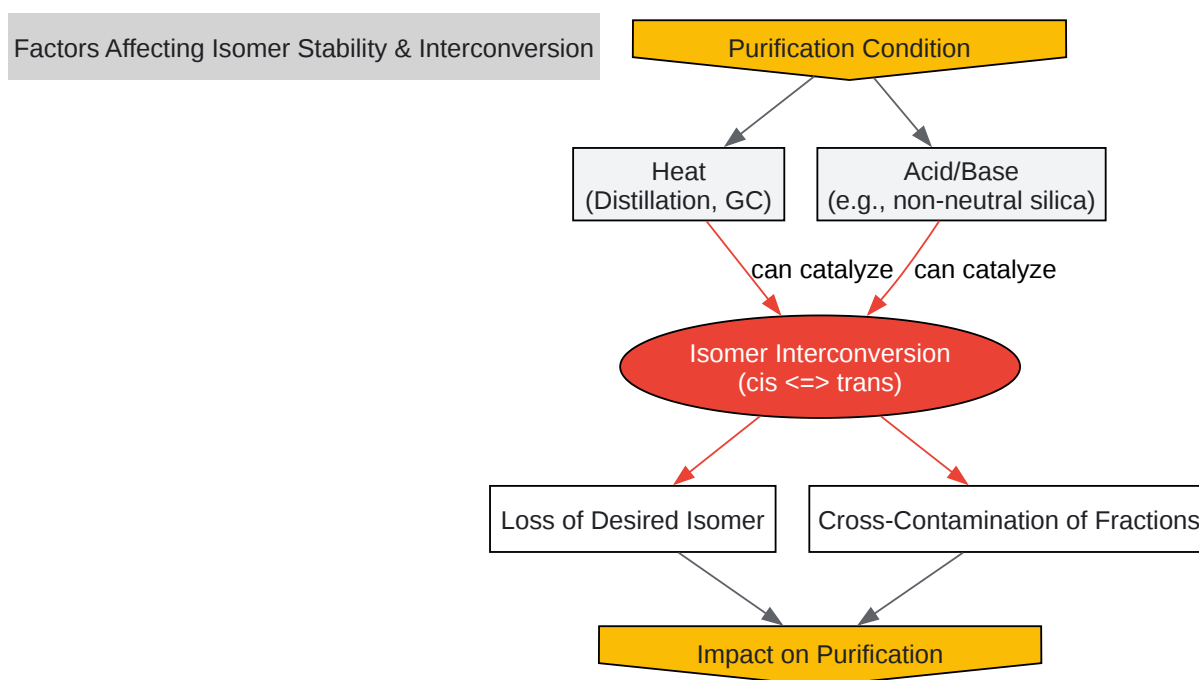 Factors Affecting Isomer Stability & Interconversion
Purification Condition
Heat
(Distillation, GC)
Acid/Base
(e.g., non-neutral silica)
can catalyze
can catalyze
Isomer Interconversion
(cis <=> trans)
Loss of Desired Isomer
Cross-Contamination of Fractions
Impact on Purification